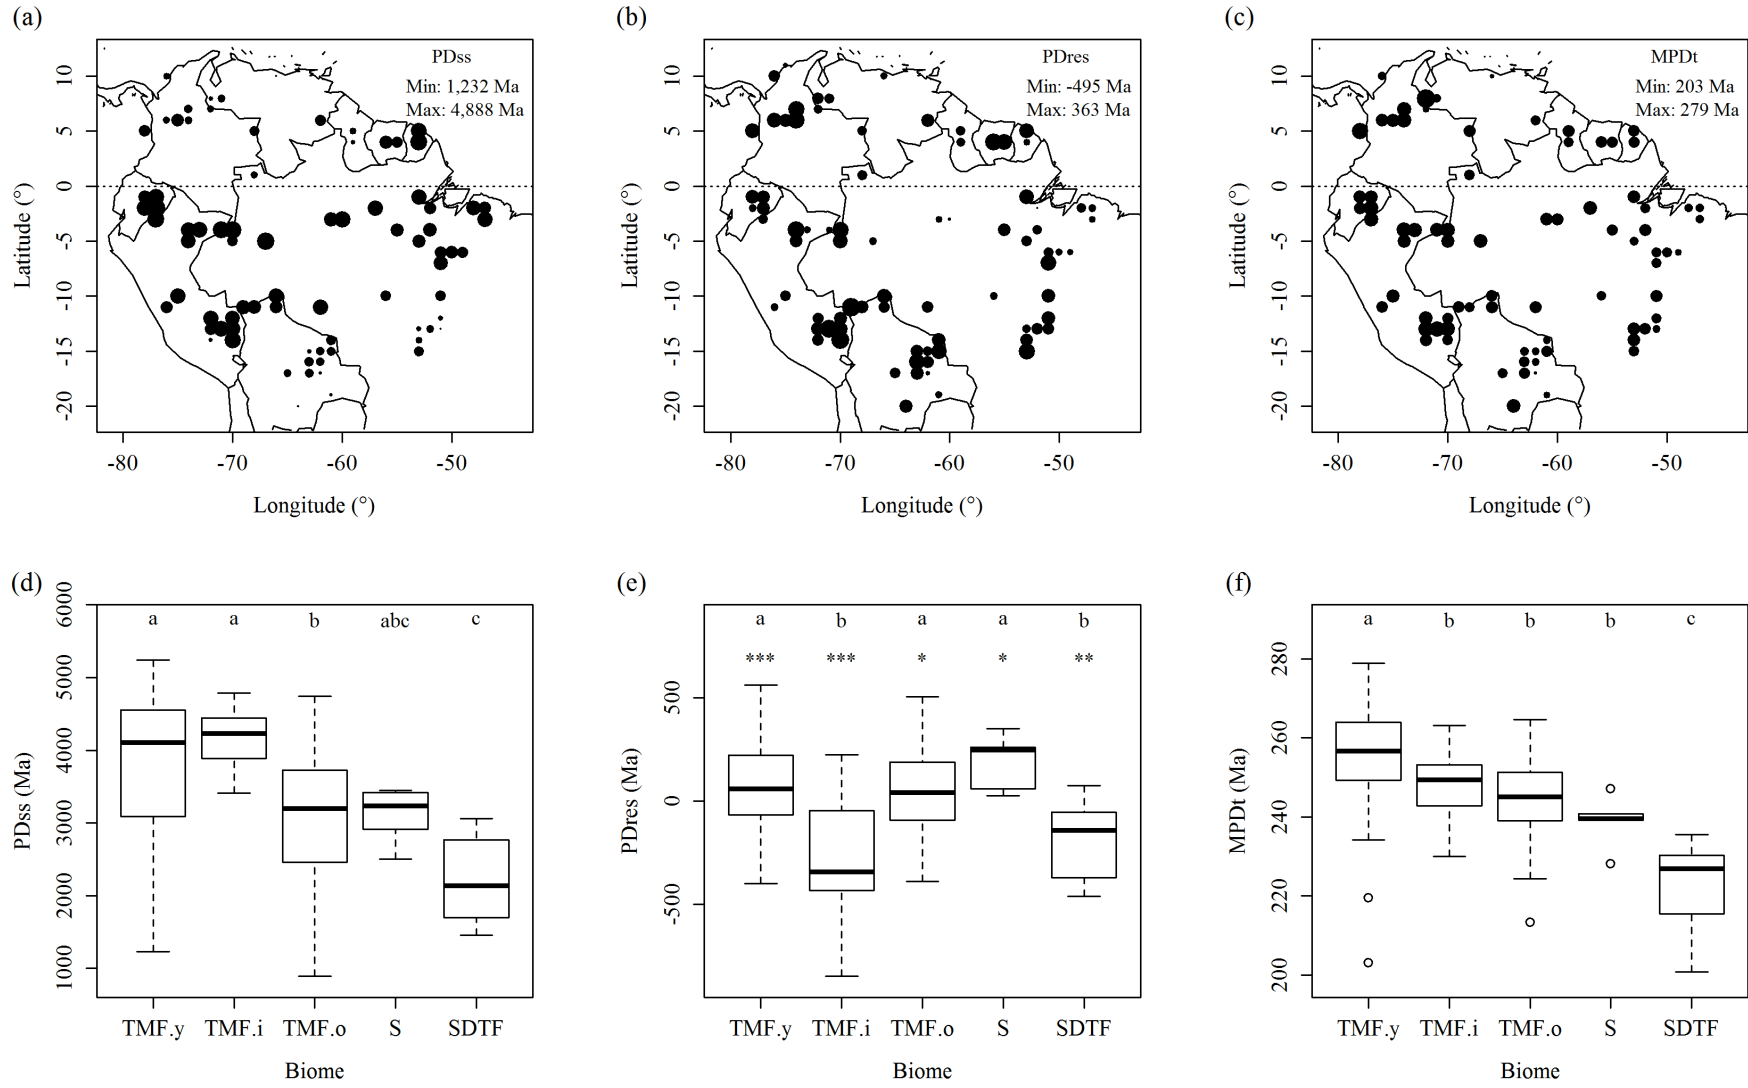 (a)
(b)
(c)
PDss
Min: 1,232 Ma
Max: 4,888 Ma
PDres
Min: -495 Ma
Max: 363 Ma
MPDt
Min: 203 Ma
Max: 279 Ma
10
5
0
-5
-10
-15
-20
Latitude (°)
-80
-70
-60
-50
Longitude (°)
10
5
0
-5
-10
-15
-20
Latitude (°)
-80
-70
-60
-50
Longitude (°)
10
5
0
-5
-10
-15
-20
Latitude (°)
-80
-70
-60
-50
Longitude (°)
(d)
(e)
(f)
a a b abc c
6000
5000
4000
3000
2000
1000
PDss (Ma)
TMF.y TMF.i TMF.o S SDTF
Biome
a b a a b
*** *** * * **
500
0
-500
PDres (Ma)
TMF.y TMF.i TMF.o S SDTF
Biome
a b b b c
280
260
240
220
200
MPDt (Ma)
TMF.y TMF.i TMF.o S SDTF
Biome